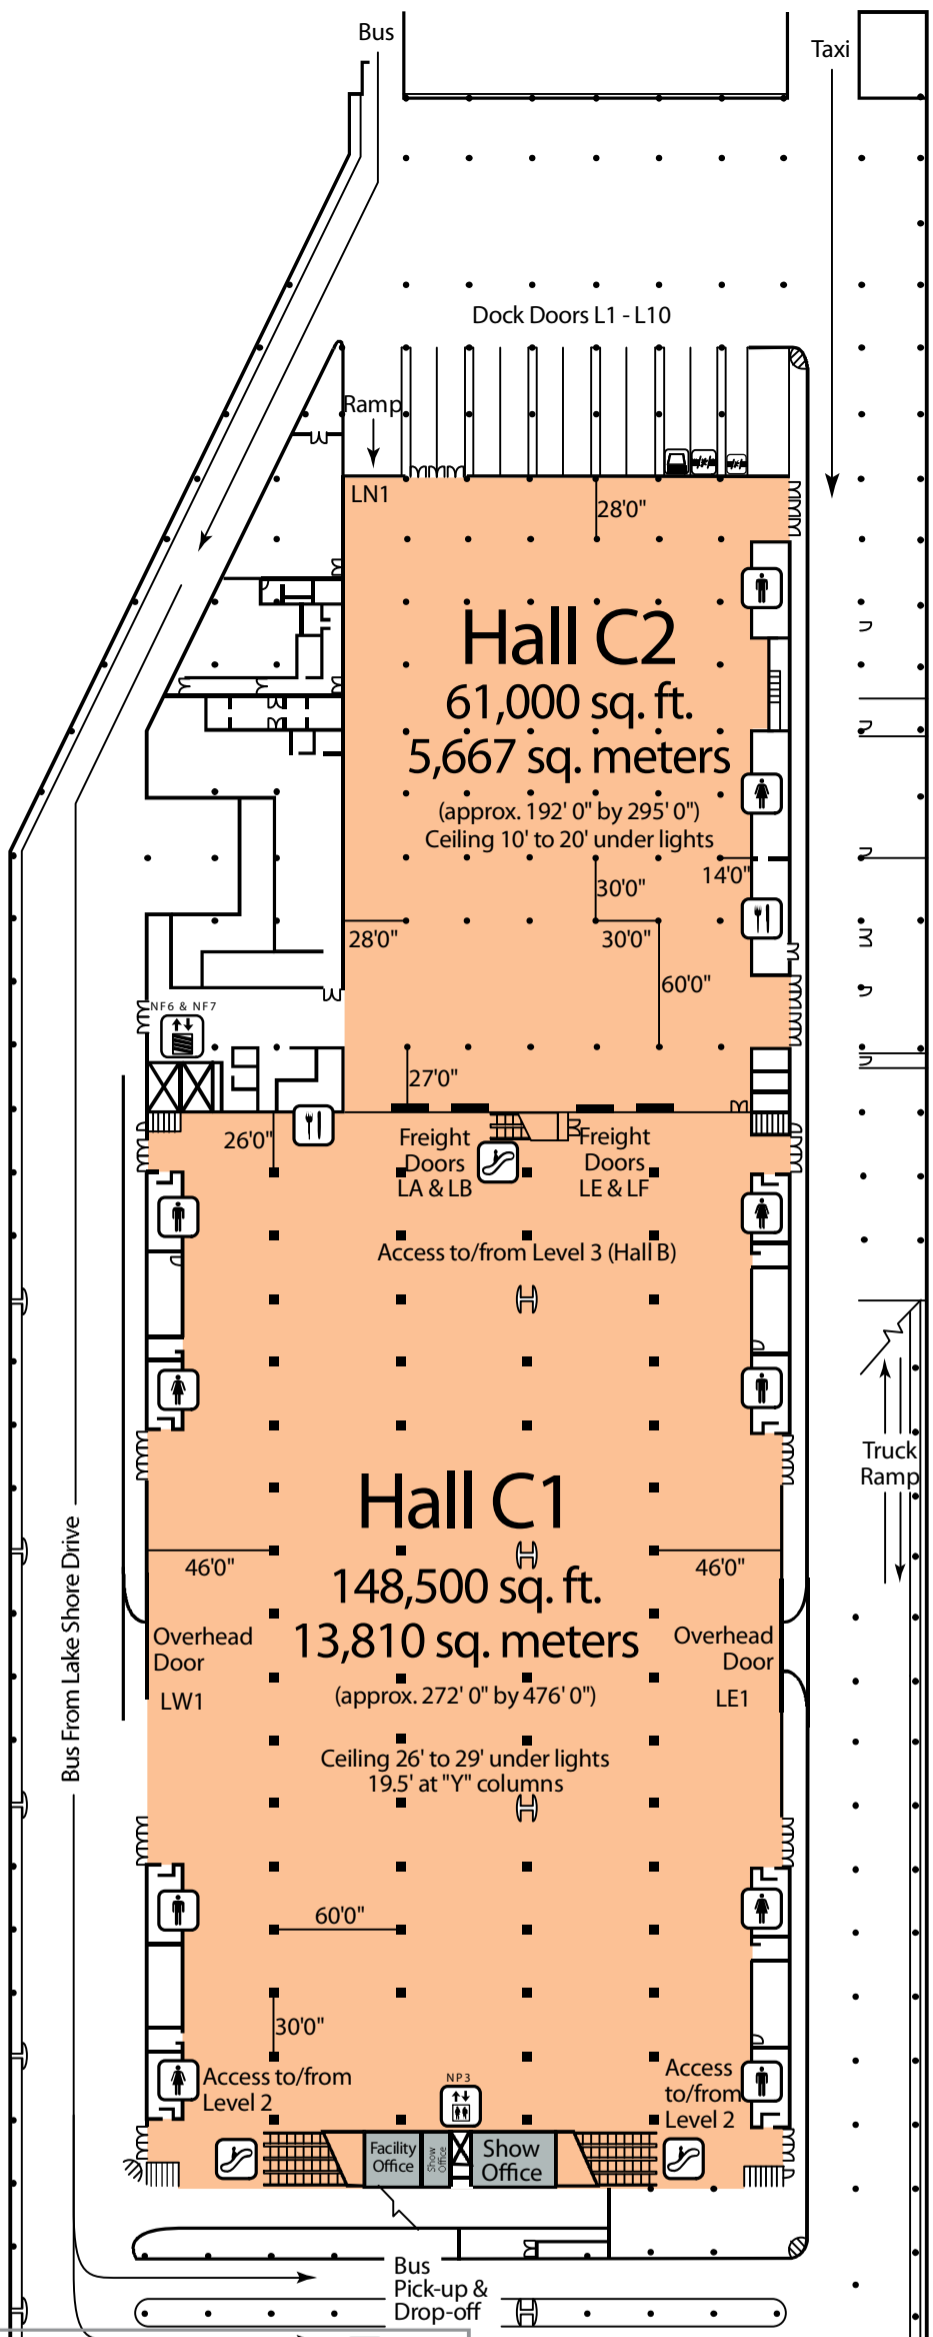 Bus
Taxi
Dock Doors L1 - L10
Ramp
LN1
28'0"
Hall C2
61,000 sq. ft.
5,667 sq. meters
(approx. 192' 0" by 295' 0")
Ceiling 10' to 20' under lights
14'0"
30'0"
28'0"
30'0"
60'0"
NF6 & NF7
27'0"
26'0"
Freight
Doors
LA & LB
Freight
Doors
LE & LF
Access to/from Level 3 (Hall B)
Truck
Ramp
Hall C1
46'0"
46'0"
148,500 sq. ft.
13,810 sq. meters
(approx. 272' 0" by 476' 0")
Overhead
Door
LW1
Overhead
Door
LE1
Bus From Lake Shore Drive
Ceiling 26' to 29' under lights
19.5' at "Y" columns
60'0"
30'0"
Access to/from
Level 2
NP3
Access
to/from
Level 2
Facility
Office
Show
Office
Show
Office
Bus
Pick-up &
Drop-off